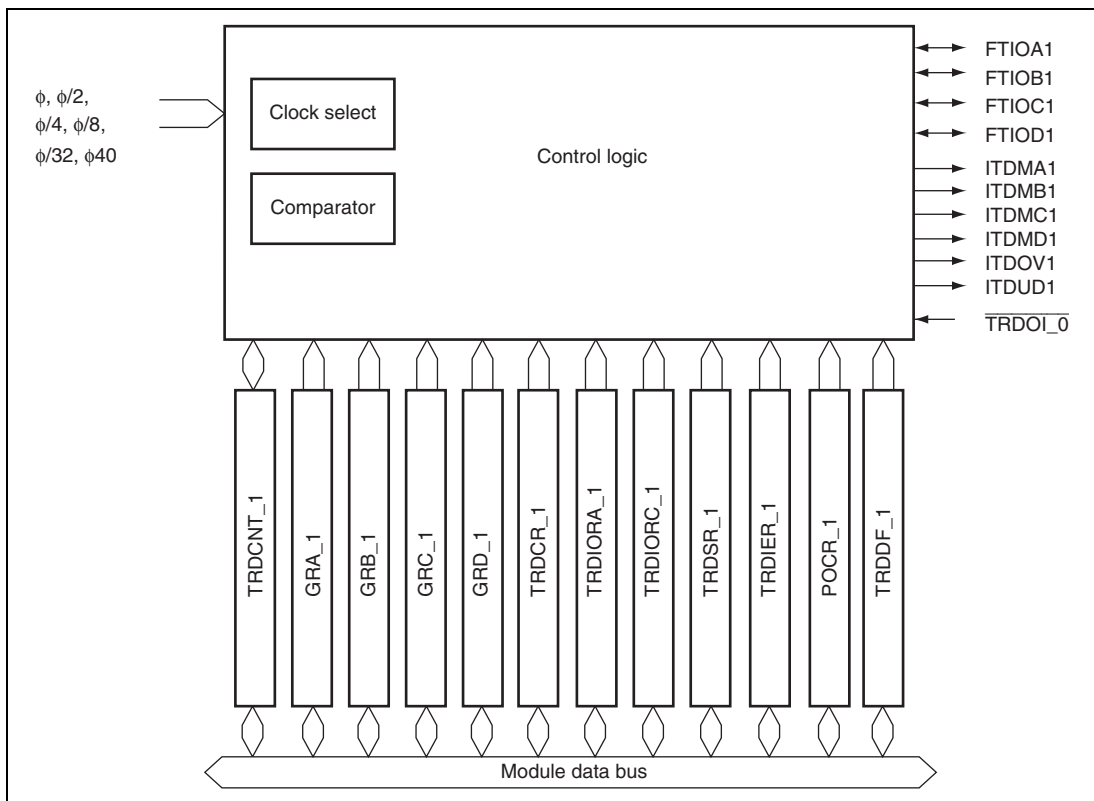 ϕ, ϕ/2,
ϕ/4, ϕ/8,
ϕ/32, ϕ40
Clock select
Comparator
Control logic
FTIOA1
FTIOB1
FTIOC1
FTIOD1
ITDMA1
ITDMB1
ITDMC1
ITDMD1
ITDOV1
ITDUD1
TRDOI_0
TRDCNT_1
GRA_1
GRB_1
GRC_1
GRD_1
TRDCR_1
TRDIORA_1
TRDIORC_1
TRDSR_1
TRDIER_1
POCR_1
TRDDF_1
Module data bus